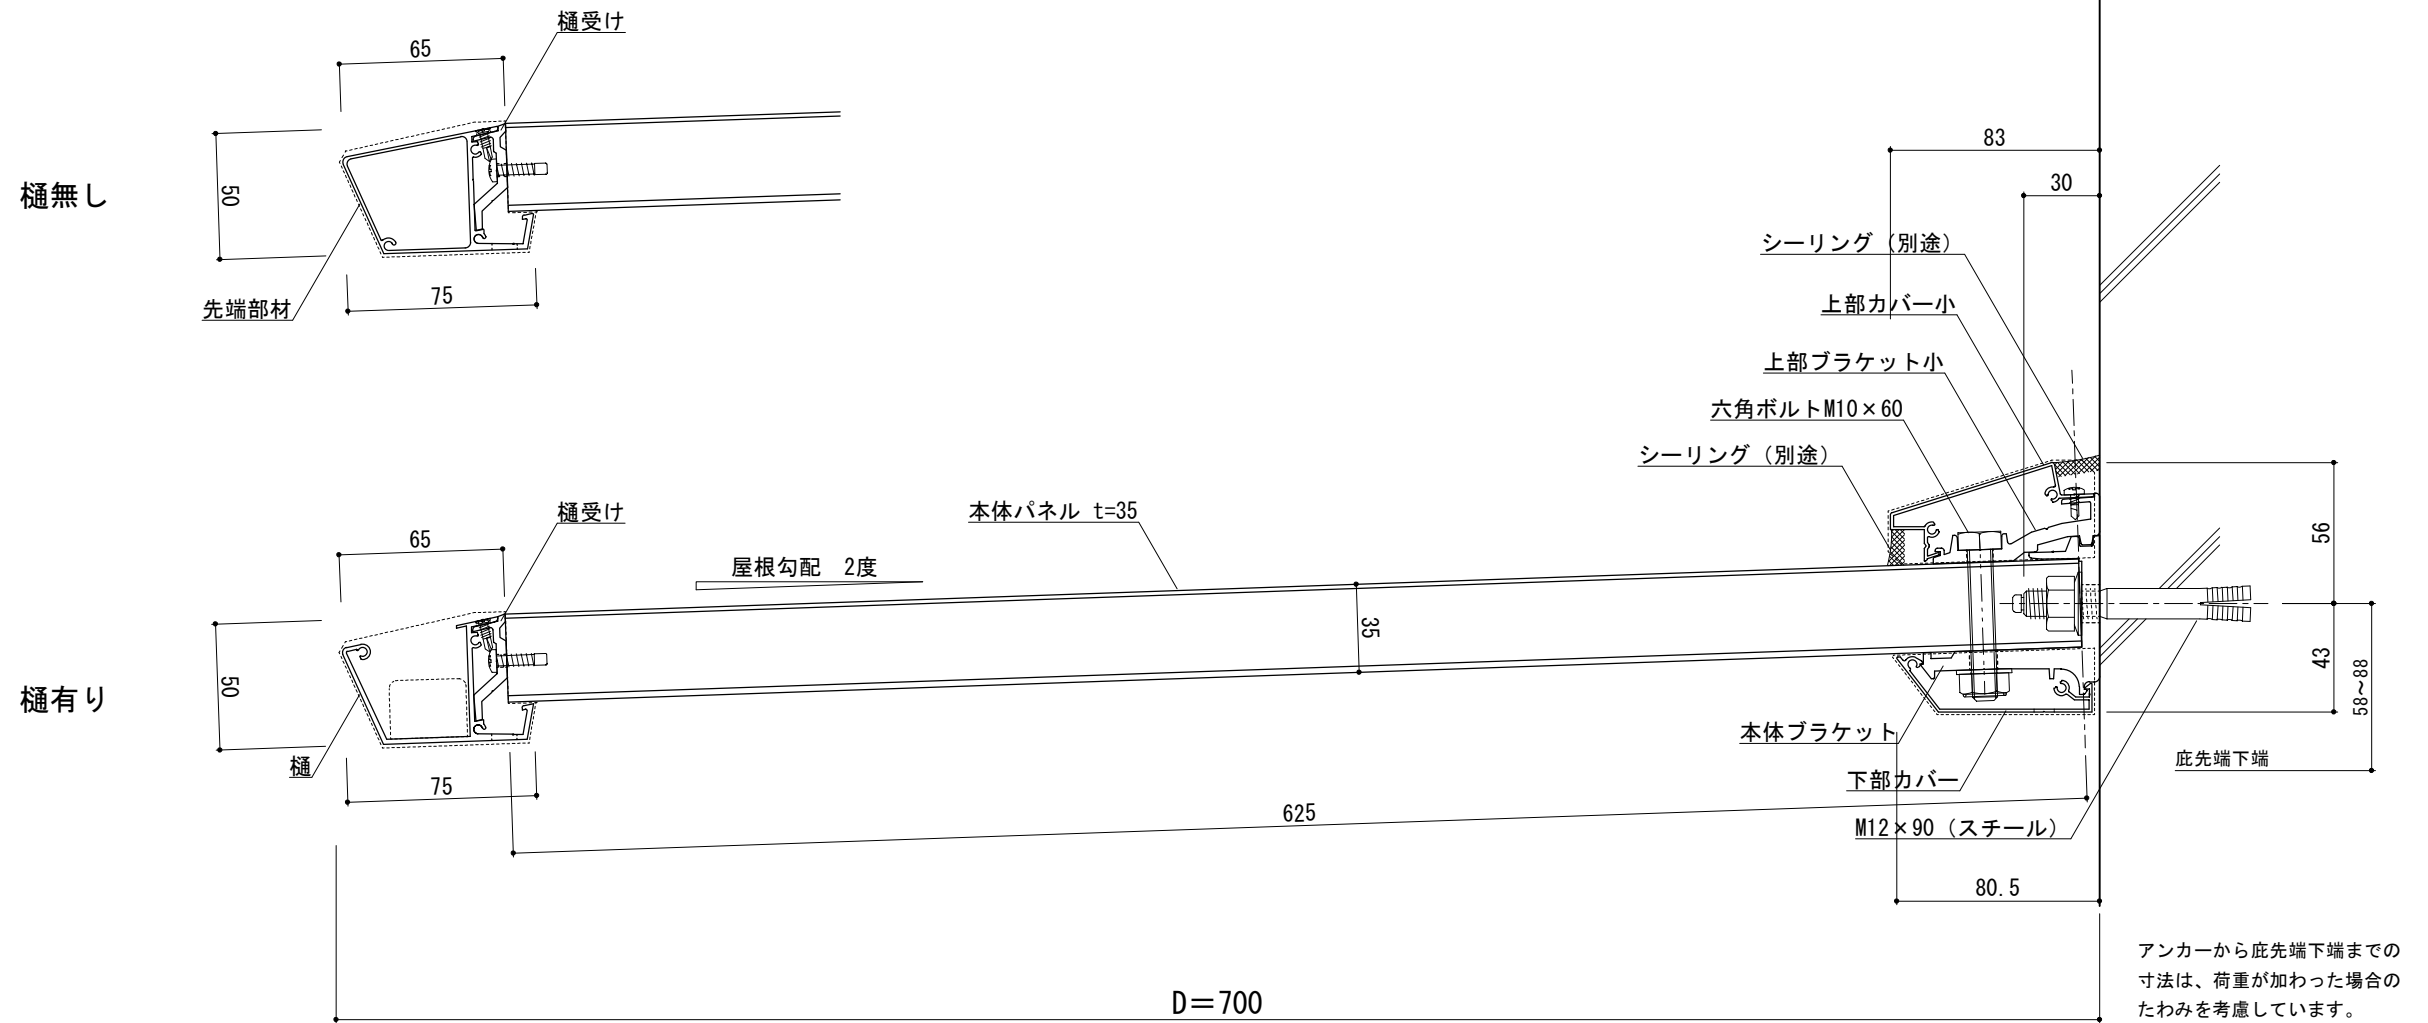 樋受け
65
83
30
樋無し
50
シーリング（別途）
75
先端部材
上部カバー小
上部ブラケット小
六角ボルトM10×60
シーリング（別途）
樋受け
本体パネル t=35
65
屋根勾配　2度
56
35
樋有り
50
43
58～88
本体ブラケット
庇先端下端
樋
75
下部カバー
625
M12×90（スチール）
80.5
アンカーから庇先端下端までの
寸法は、荷重が加わった場合の
たわみを考慮しています。
D＝700